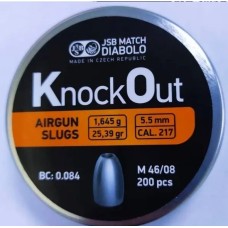 JSB MATCH
DIABOLO
MADE IN CZECH REPUBLIC
KnockOut
AIRGUN
SLUGS
1,645 g
25,39 gr
5.5 mm
CAL. 217
BC: 0.084
M 46/08
200 pcs